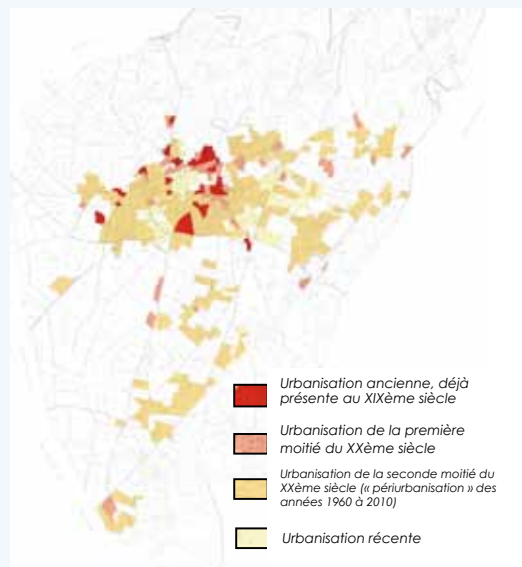 Urbanisation ancienne, déjà
présente au XIXème siècle
Urbanisation de la première
moitié du XXème siècle
Urbanisation de la seconde moitié du
XXème siècle (« périurbanisation » des
années 1960 à 2010)
Urbanisation récente